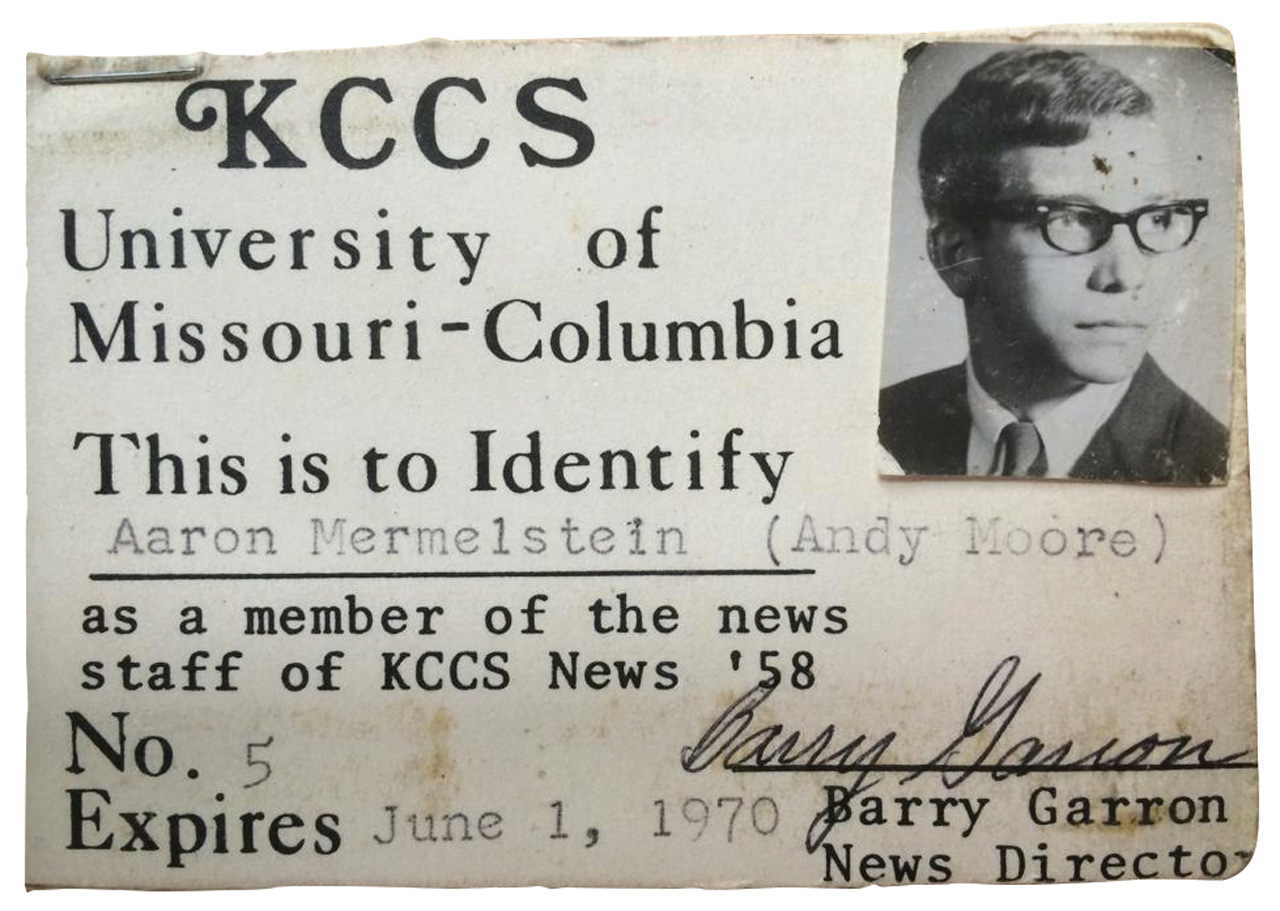 KCCS
University of
Missouri-Columbia
This is to Identify
Aaron Mermelstein (Andy Moore)
as a member of the news
staff of KCCS News '58
No. 5
Expires June 1, 1970
Barry Garron
Barry Garron
News Director